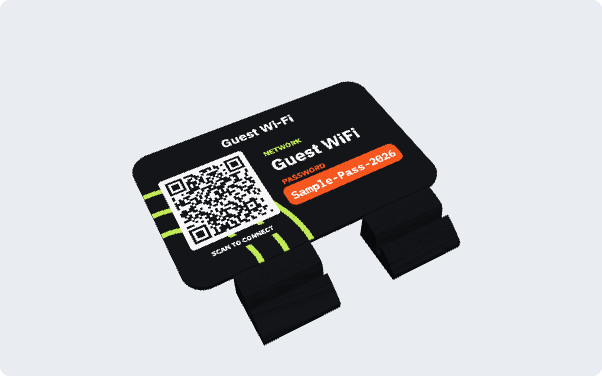 Guest Wi-Fi
NETWORK
Guest WiFi
PASSWORD
Sample-Pass-2026
SCAN TO CONNECT